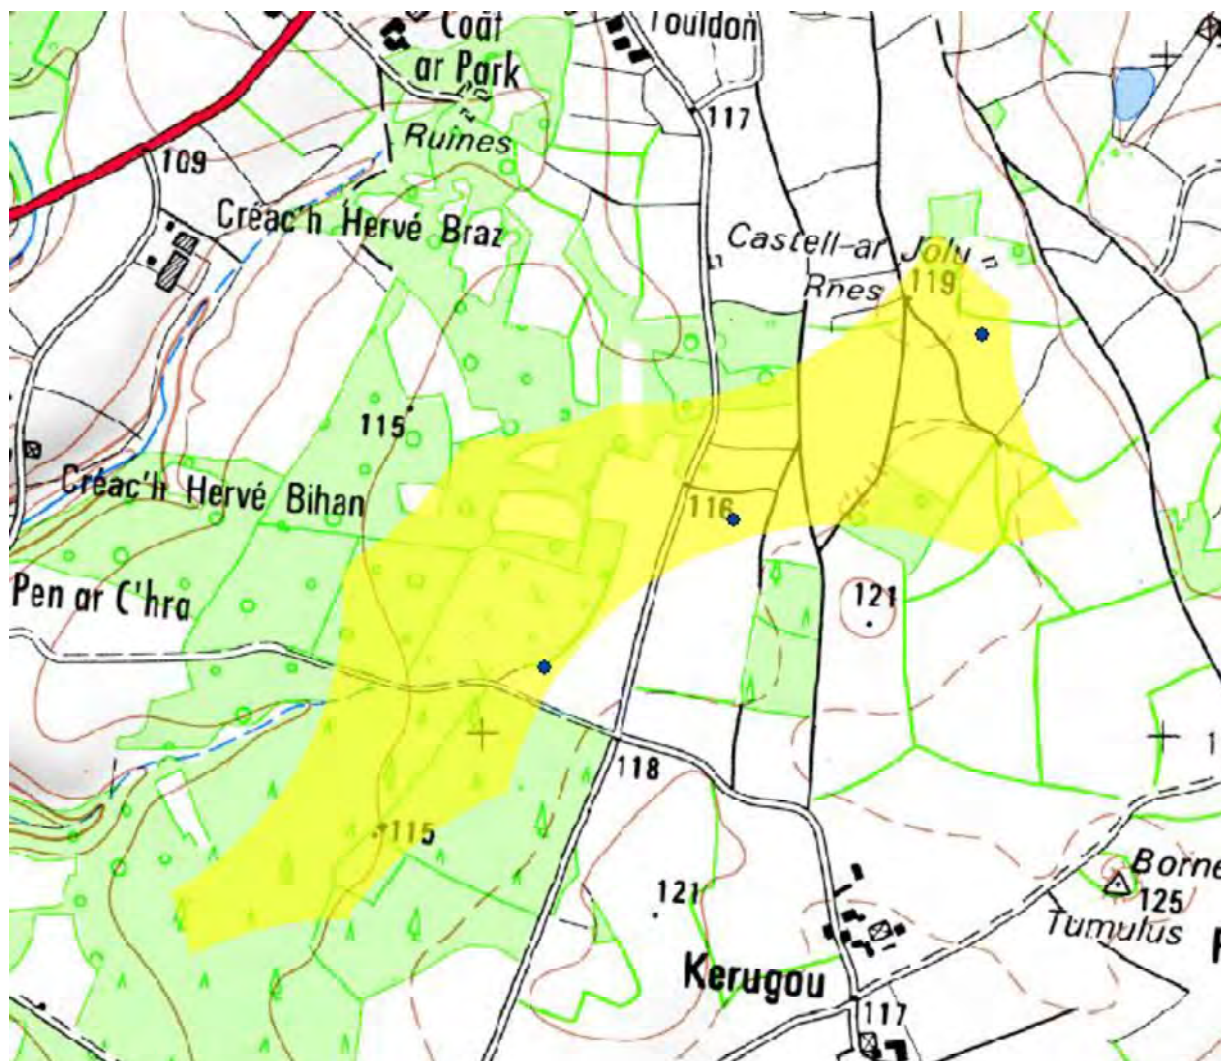 Coat
ar Park
Touldon
Ruines
117
109
Créac'h Hervé Braz
Castell-ar Jolu
Rnes 119
115
Créac'h Hervé Bihan
116
Pen ar C'hra
121
118
115
121
Borne
125
Tumulus
Kerugou
117